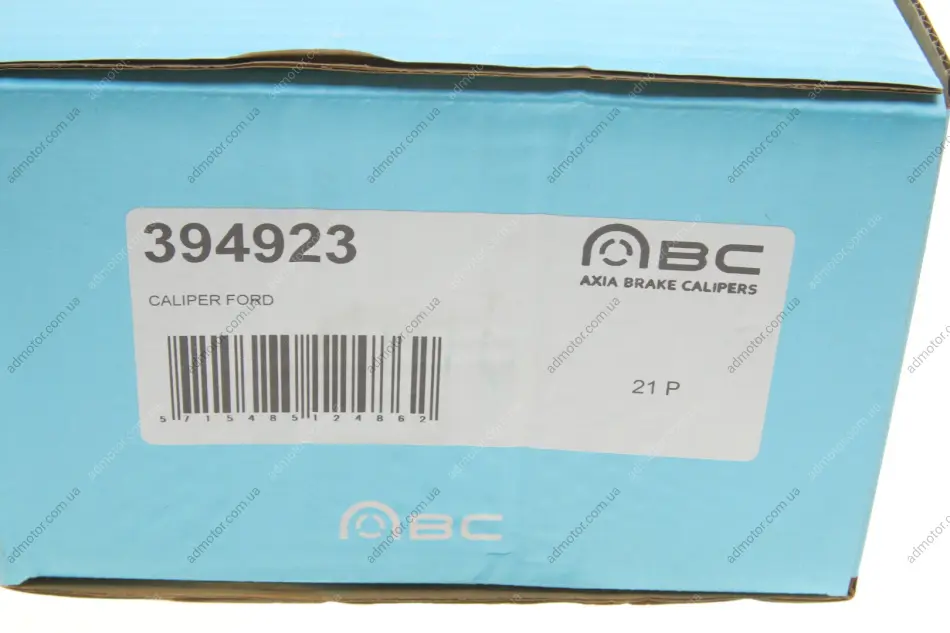 394923
ABC
AXIA BRAKE CALIPERS
CALIPER FORD
21 P
5 715485 124862
ABC
admotor.com.ua